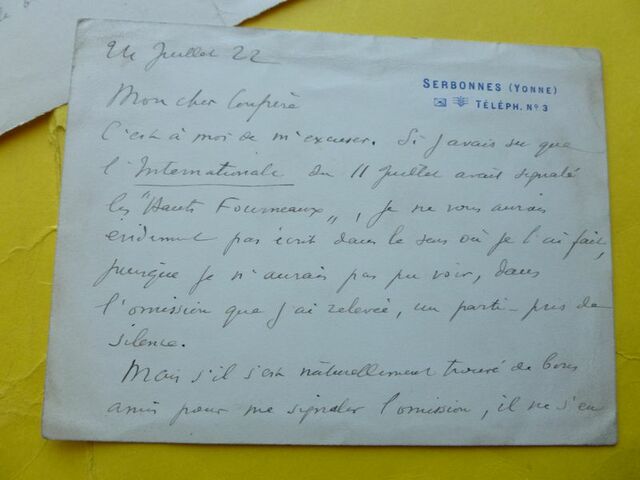 24 Juillet 22
SERBONNES (YONNE)
TÉLÉPH. Nº 3
Mon cher Confrère
C'est à moi de m'excuser. Si j'avais su que
l'Internationale du 11 Juillet avait signalé
les "Hauts Fourneaux", je ne vous aurais
évidemment pas écrit dans le sens où je l'ai fait,
puisque je n'aurais pas pu voir, dans
l'omission que j'ai relevée, un parti-pris de
silence.
Mais s'il s'est naturellement trouvé de bons
amis pour me signaler l'omission, il ne s'en